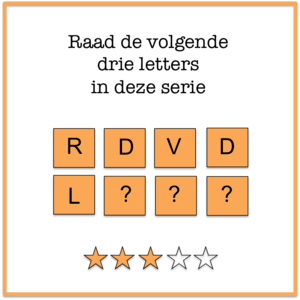 Raad de volgende
drie letters
in deze serie
R D V D
L ? ? ?